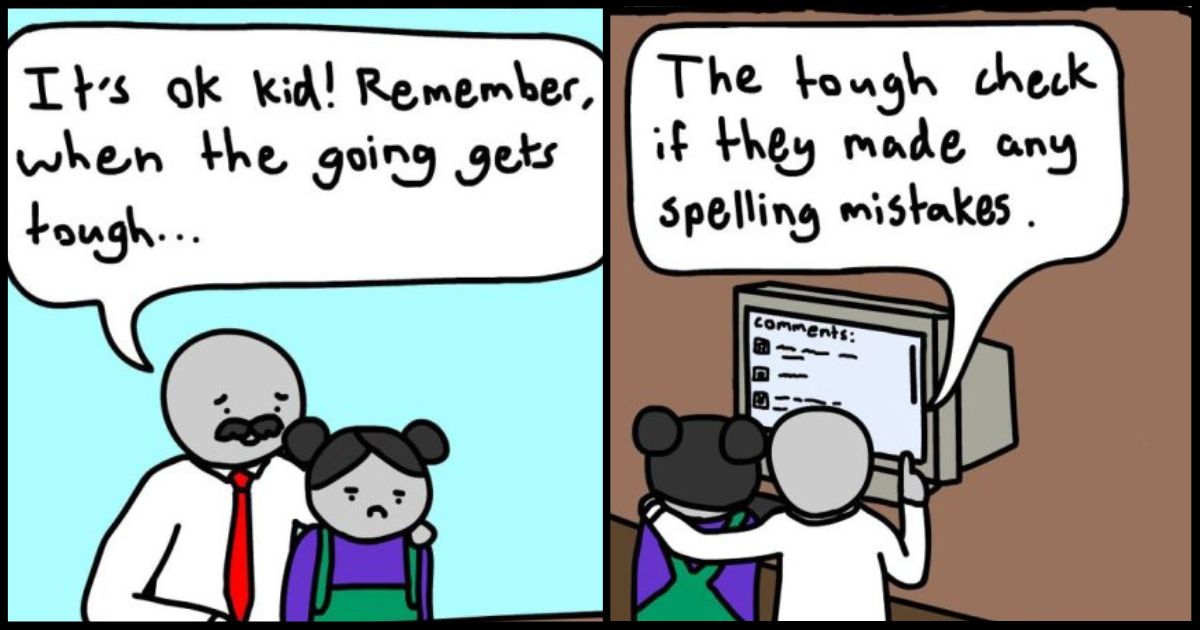 It's ok kid! Remember,
when the going gets
tough...
The tough check
if they made any
spelling mistakes.
comments: